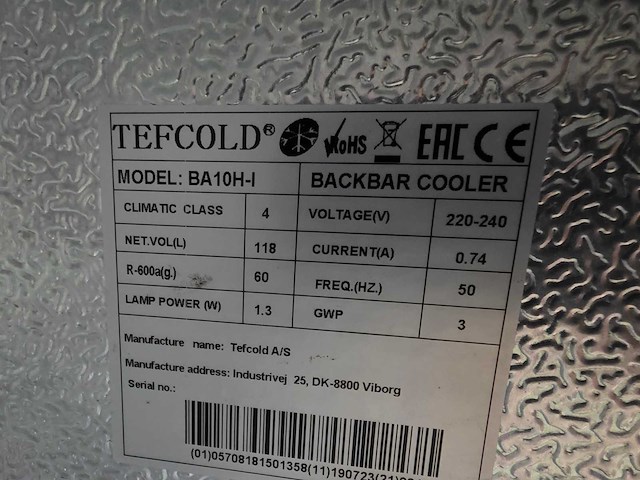 TEFCOLD® RoHS EAC CE
MODEL: BA10H-I BACKBAR COOLER
CLIMATIC CLASS 4 VOLTAGE(V) 220-240
NET.VOL(L) 118 CURRENT(A) 0.74
R-600a(g.) 60 FREQ.(HZ.) 50
LAMP POWER (W) 1.3 GWP 3
Manufacture name: Tefcold A/S
Manufacture address: Industrivej 25, DK-8800 Viborg
Serial no.:
(01)05708181501358(11)190723(21)